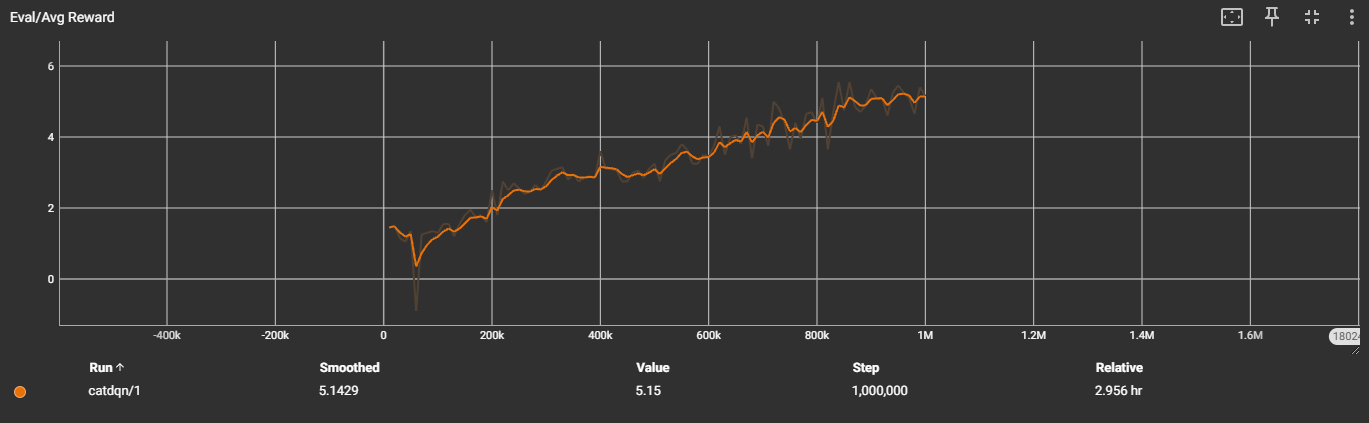 Eval/Avg Reward
6
4
2
0
-400k -200k 0 200k 400k 600k 800k 1M 1.2M 1.4M 1.6M
Run ↑ Smoothed Value Step Relative
catdqn/1 5.1429 5.15 1,000,000 2.956 hr